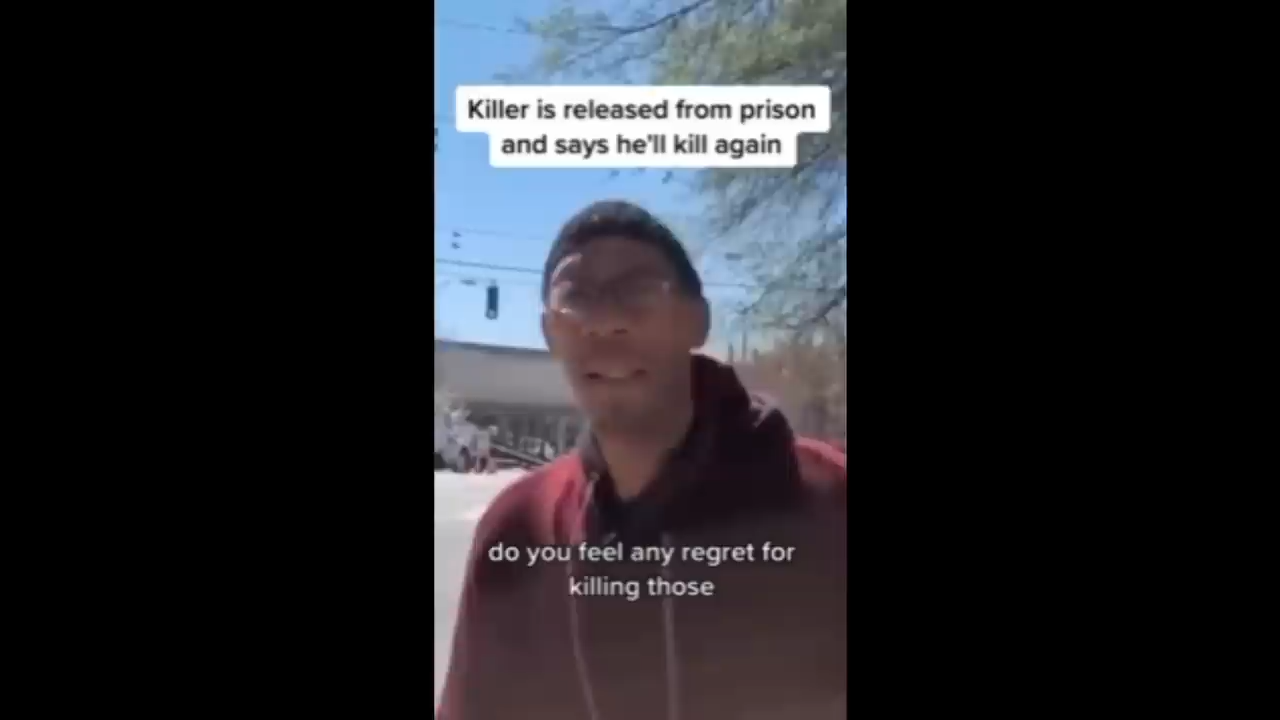 Killer is released from prison
and says he'll kill again
do you feel any regret for
killing those